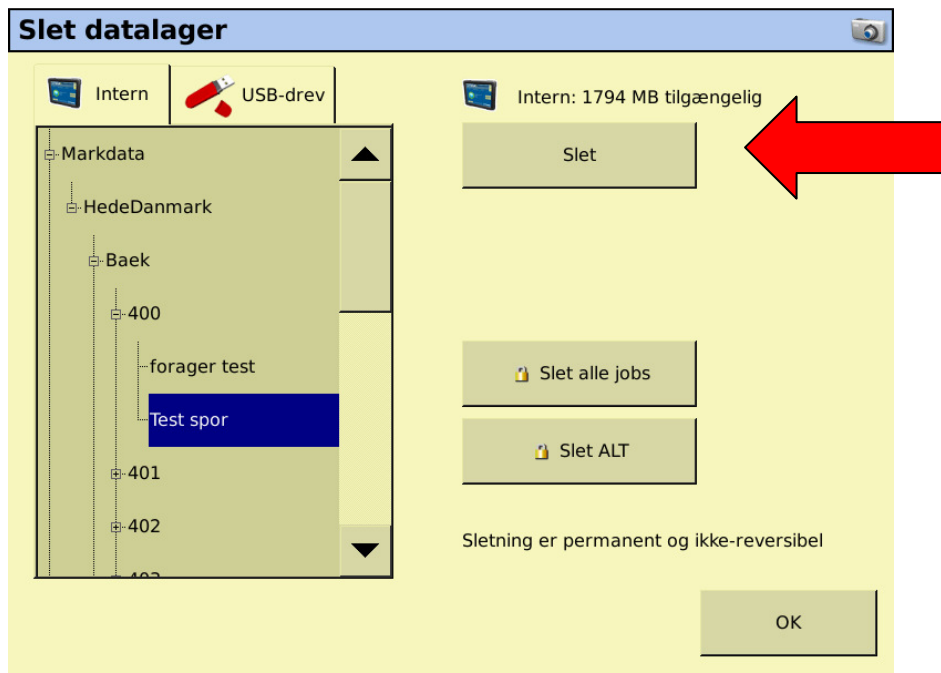 Slet datalager
Intern
USB-drev
Intern: 1794 MB tilgængelig
Markdata
HedeDanmark
Baek
400
forager test
Test spor
401
402
Slet
Slet alle jobs
Slet ALT
Sletning er permanent og ikke-reversibel
OK